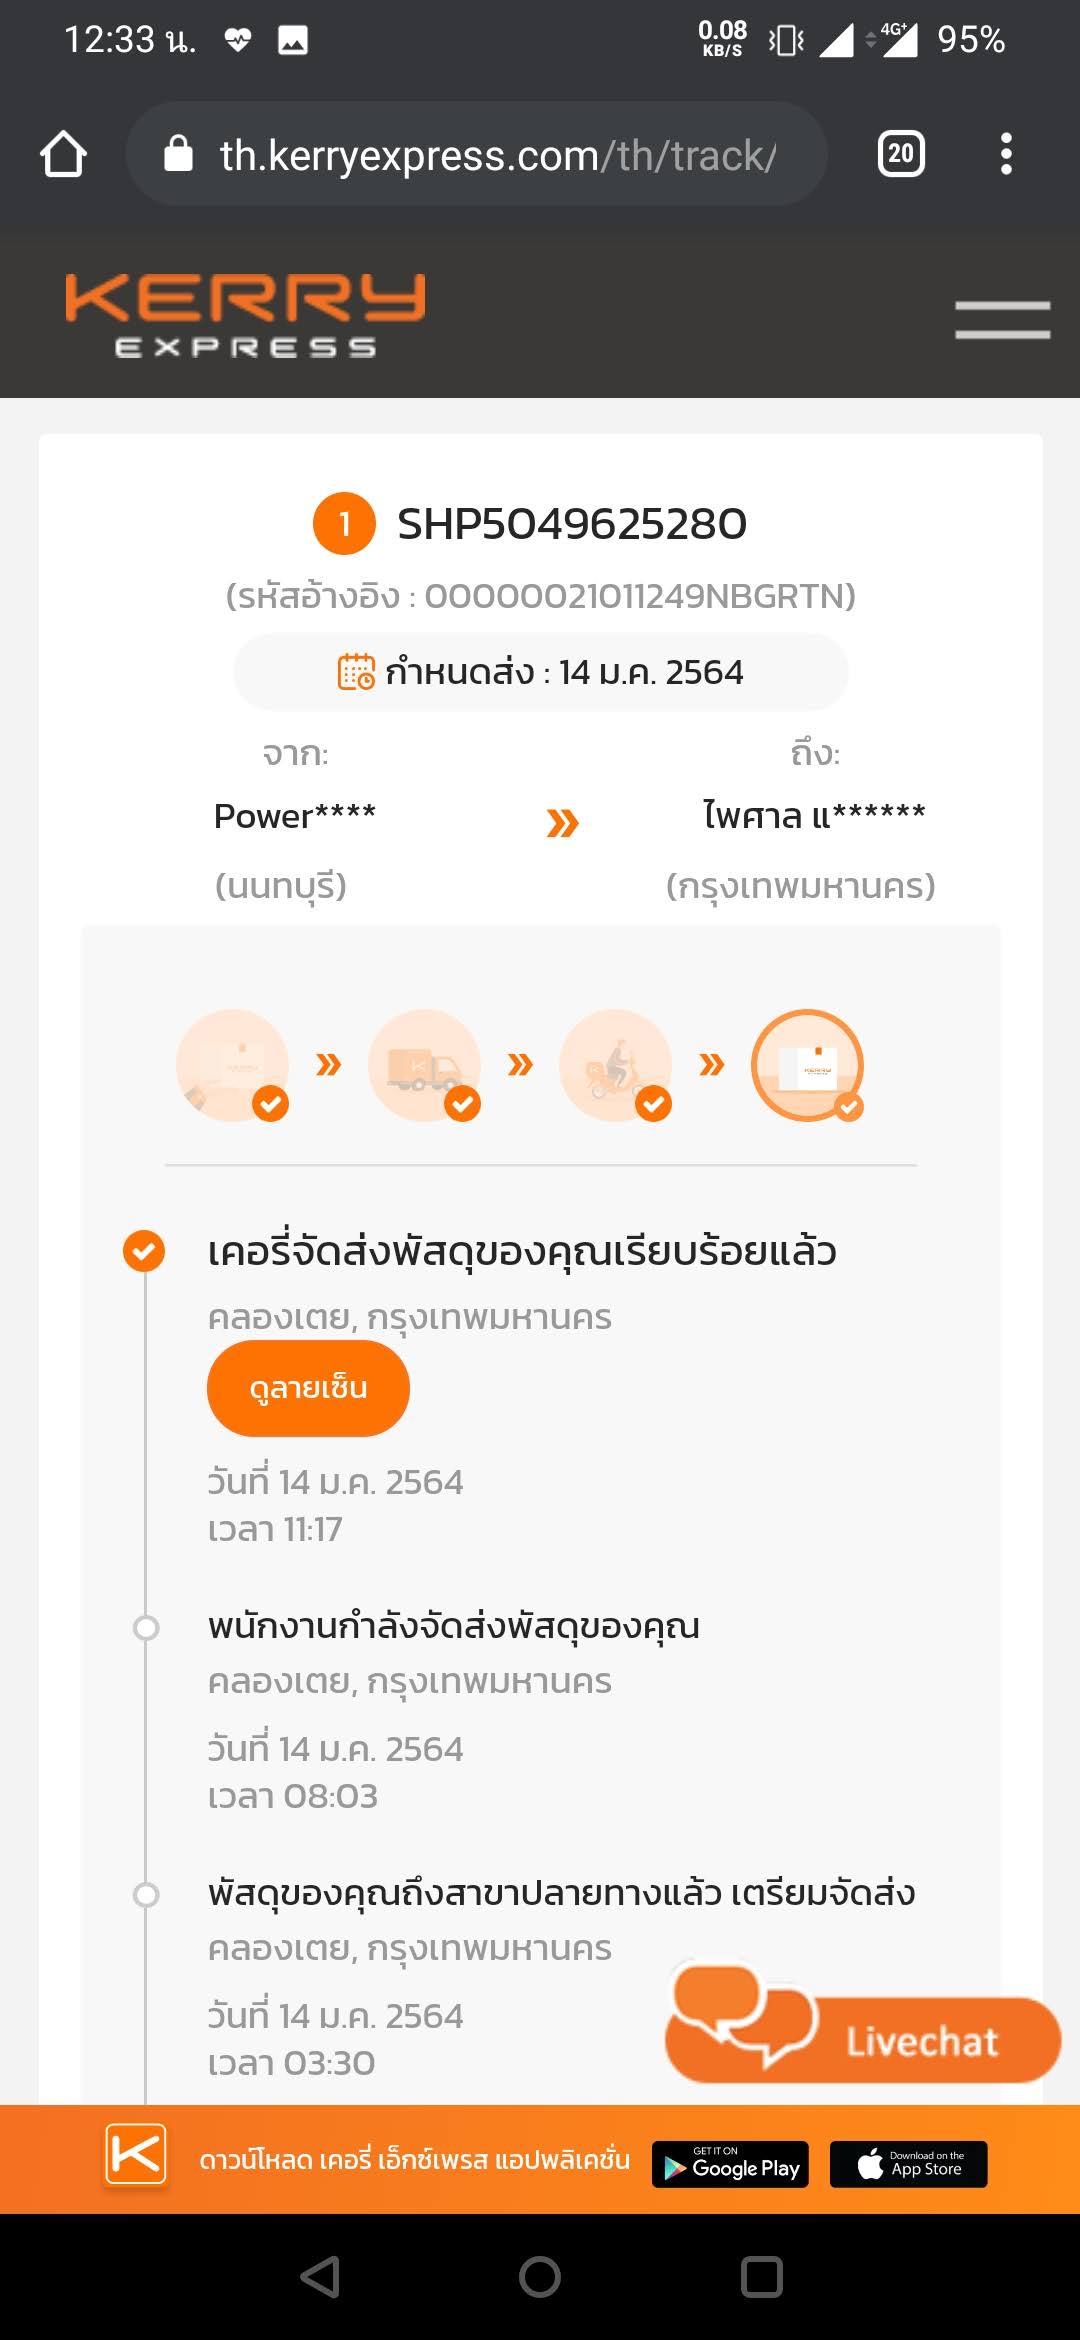 12:33 น.
0.08
KB/S
4G+
95%
th.kerryexpress.com/th/track/
20
KERRY
EXPRESS
1 SHP5049625280
(รหัสอ้างอิง : 00000021011249NBGRTN)
กำหนดส่ง : 14 ม.ค. 2564
จาก: ถึง:
Power**** » ไพศาล แ******
(นนทบุรี) (กรุงเทพมหานคร)
เคอรี่จัดส่งพัสดุของคุณเรียบร้อยแล้ว
คลองเตย, กรุงเทพมหานคร
ดูลายเซ็น
วันที่ 14 ม.ค. 2564
เวลา 11:17
พนักงานกำลังจัดส่งพัสดุของคุณ
คลองเตย, กรุงเทพมหานคร
วันที่ 14 ม.ค. 2564
เวลา 08:03
พัสดุของคุณถึงสาขาปลายทางแล้ว เตรียมจัดส่ง
คลองเตย, กรุงเทพมหานคร
วันที่ 14 ม.ค. 2564
เวลา 03:30
Livechat
ดาวน์โหลด เคอรี่ เอ็กซ์เพรส แอปพลิเคชั่น
GET IT ON
Google Play
Download on the
App Store